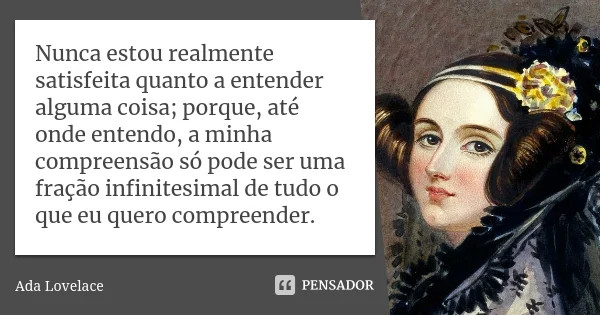 Nunca estou realmente
satisfeita quanto a entender
alguma coisa; porque, até
onde entendo, a minha
compreensão só pode ser uma
fração infinitesimal de tudo o
que eu quero compreender.
Ada Lovelace
PENSADOR